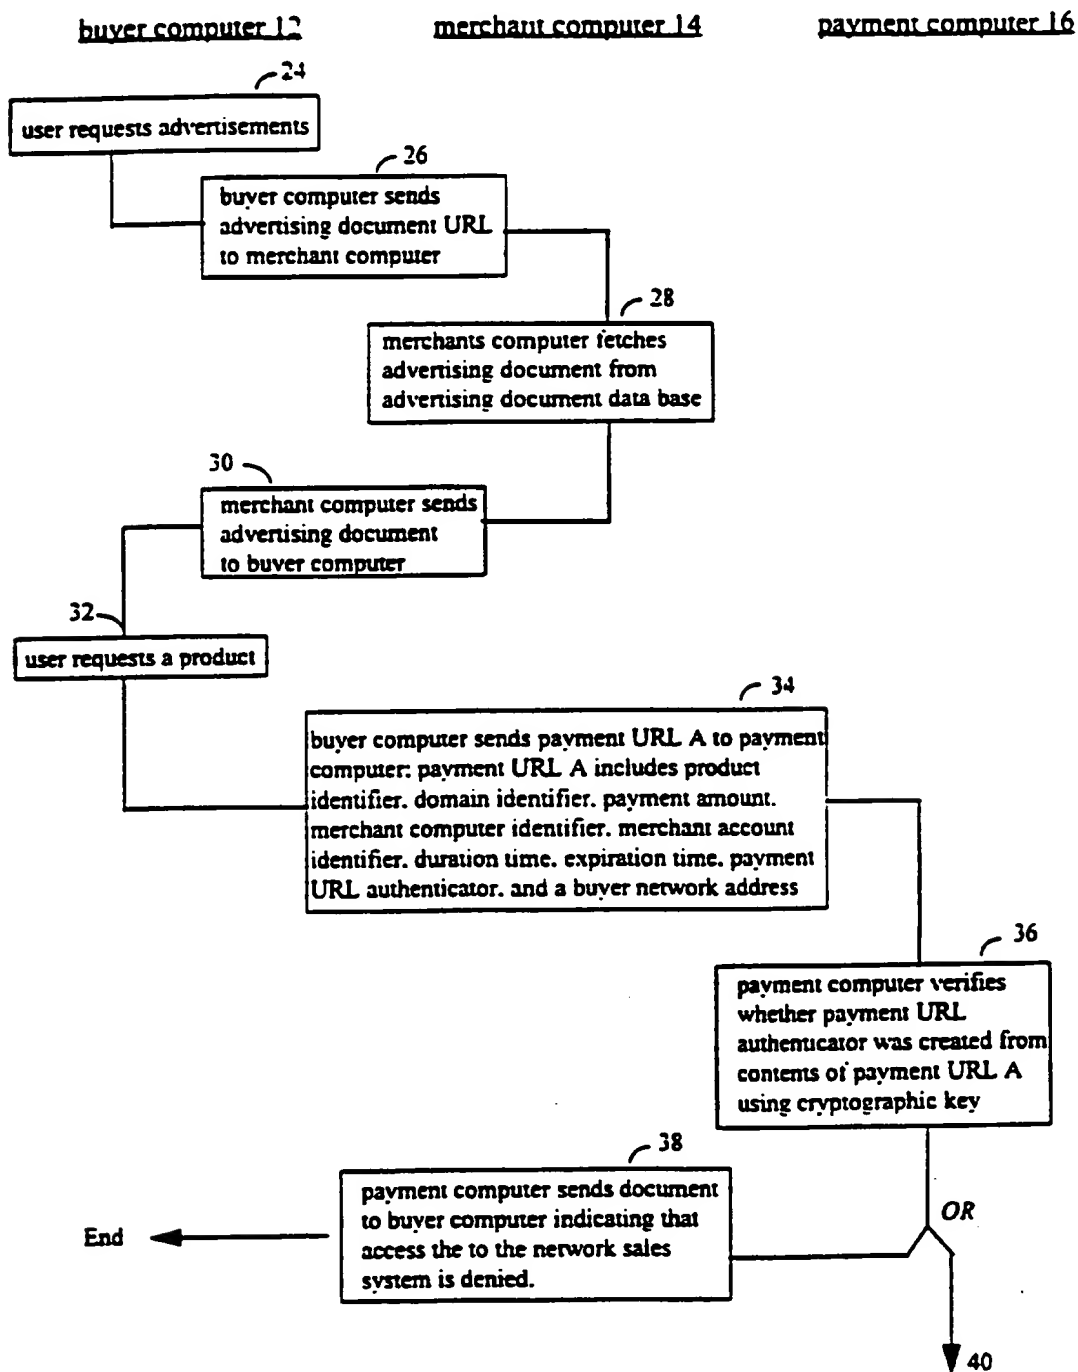 buyer computer 12
merchant computer 14
payment computer 16
24
user requests advertisements
26
buyer computer sends
advertising document URL
to merchant computer
28
merchants computer fetches
advertising document from
advertising document data base
30
merchant computer sends
advertising document
to buyer computer
32
user requests a product
34
buyer computer sends payment URL A to payment
computer: payment URL A includes product
identifier. domain identifier. payment amount.
merchant computer identifier. merchant account
identifier. duration time. expiration time. payment
URL authenticator. and a buyer network address
36
payment computer verifies
whether payment URL
authenticator was created from
contents of payment URL A
using cryptographic key
38
payment computer sends document
to buyer computer indicating that
access the to the network sales
system is denied.
OR
End
40